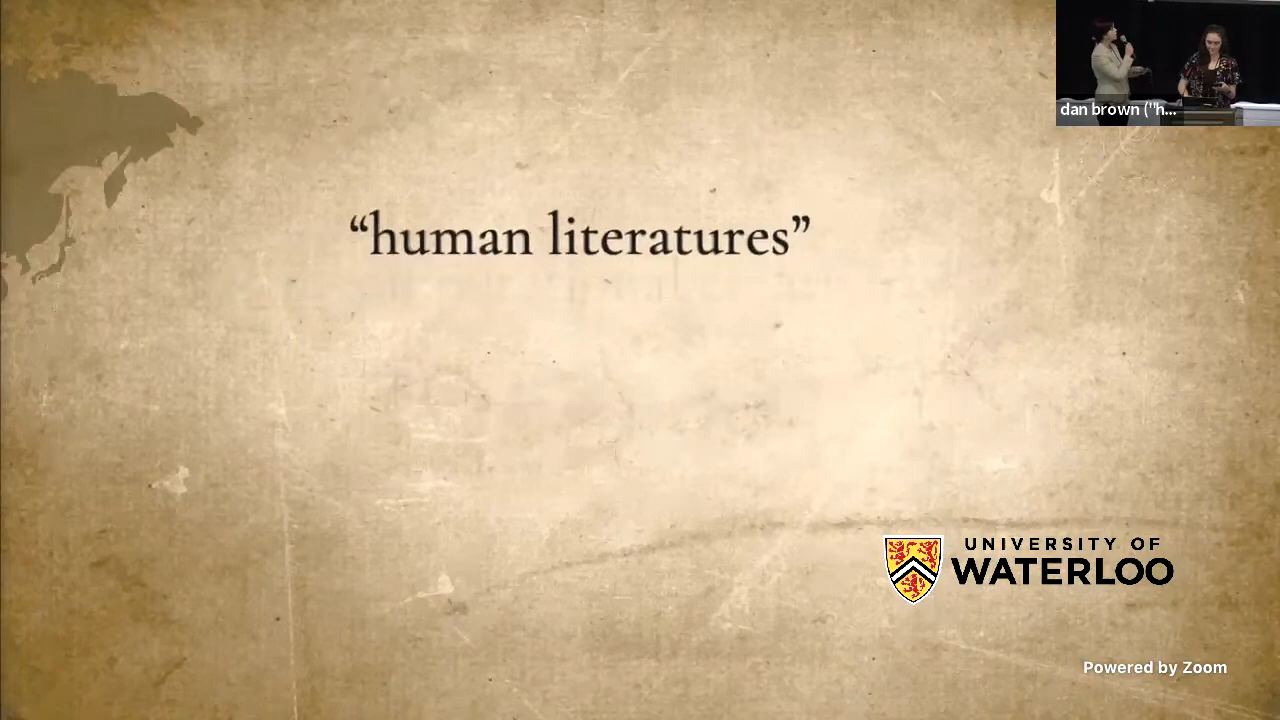 dan brown ("h...
“human literatures”
UNIVERSITY OF
WATERLOO
Powered by Zoom